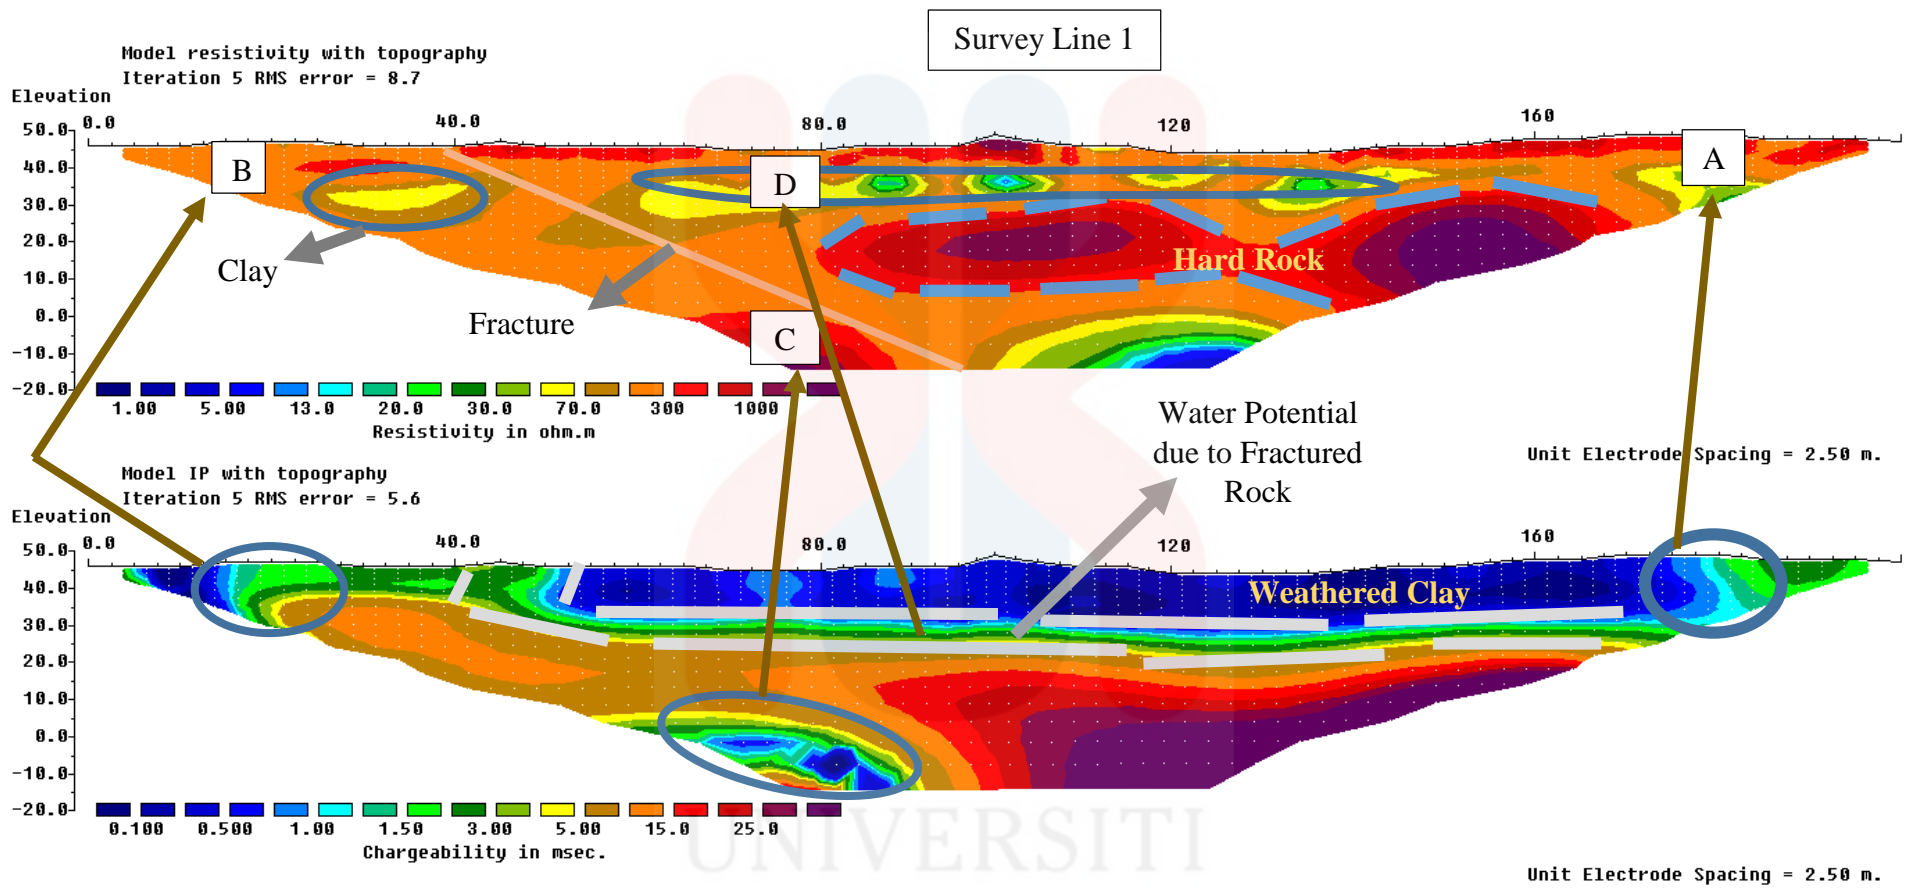 Survey Line 1
Model resistivity with topography
Iteration 5 RMS error = 8.7
Elevation
0.0 40.0 80.0 120 160
50.0
40.0
30.0
20.0
10.0
0.0
-10.0
-20.0
B
D
A
Clay
Hard Rock
Fracture
C
1.00 5.00 13.0 20.0 30.0 70.0 300 1000
Resistivity in ohm.m
Water Potential
due to Fractured
Rock
Unit Electrode Spacing = 2.50 m.
Model IP with topography
Iteration 5 RMS error = 5.6
Elevation
0.0 40.0 80.0 120 160
50.0
40.0
30.0
20.0
10.0
0.0
-10.0
-20.0
Weathered Clay
0.100 0.500 1.00 1.50 3.00 5.00 15.0 25.0
Chargeability in msec.
UNIVERSITI
Unit Electrode Spacing = 2.50 m.